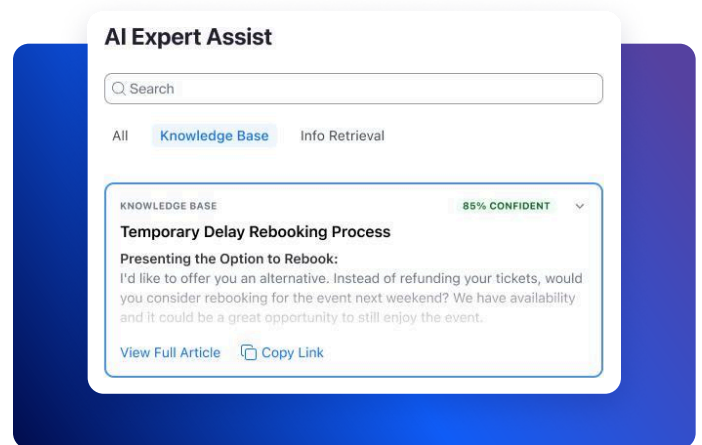 AI Expert Assist
Search
All Knowledge Base Info Retrieval
KNOWLEDGE BASE 85% CONFIDENT
Temporary Delay Rebooking Process
Presenting the Option to Rebook:
I'd like to offer you an alternative. Instead of refunding your tickets, would
you consider rebooking for the event next weekend? We have availability
and it could be a great opportunity to still enjoy the event.
View Full Article Copy Link